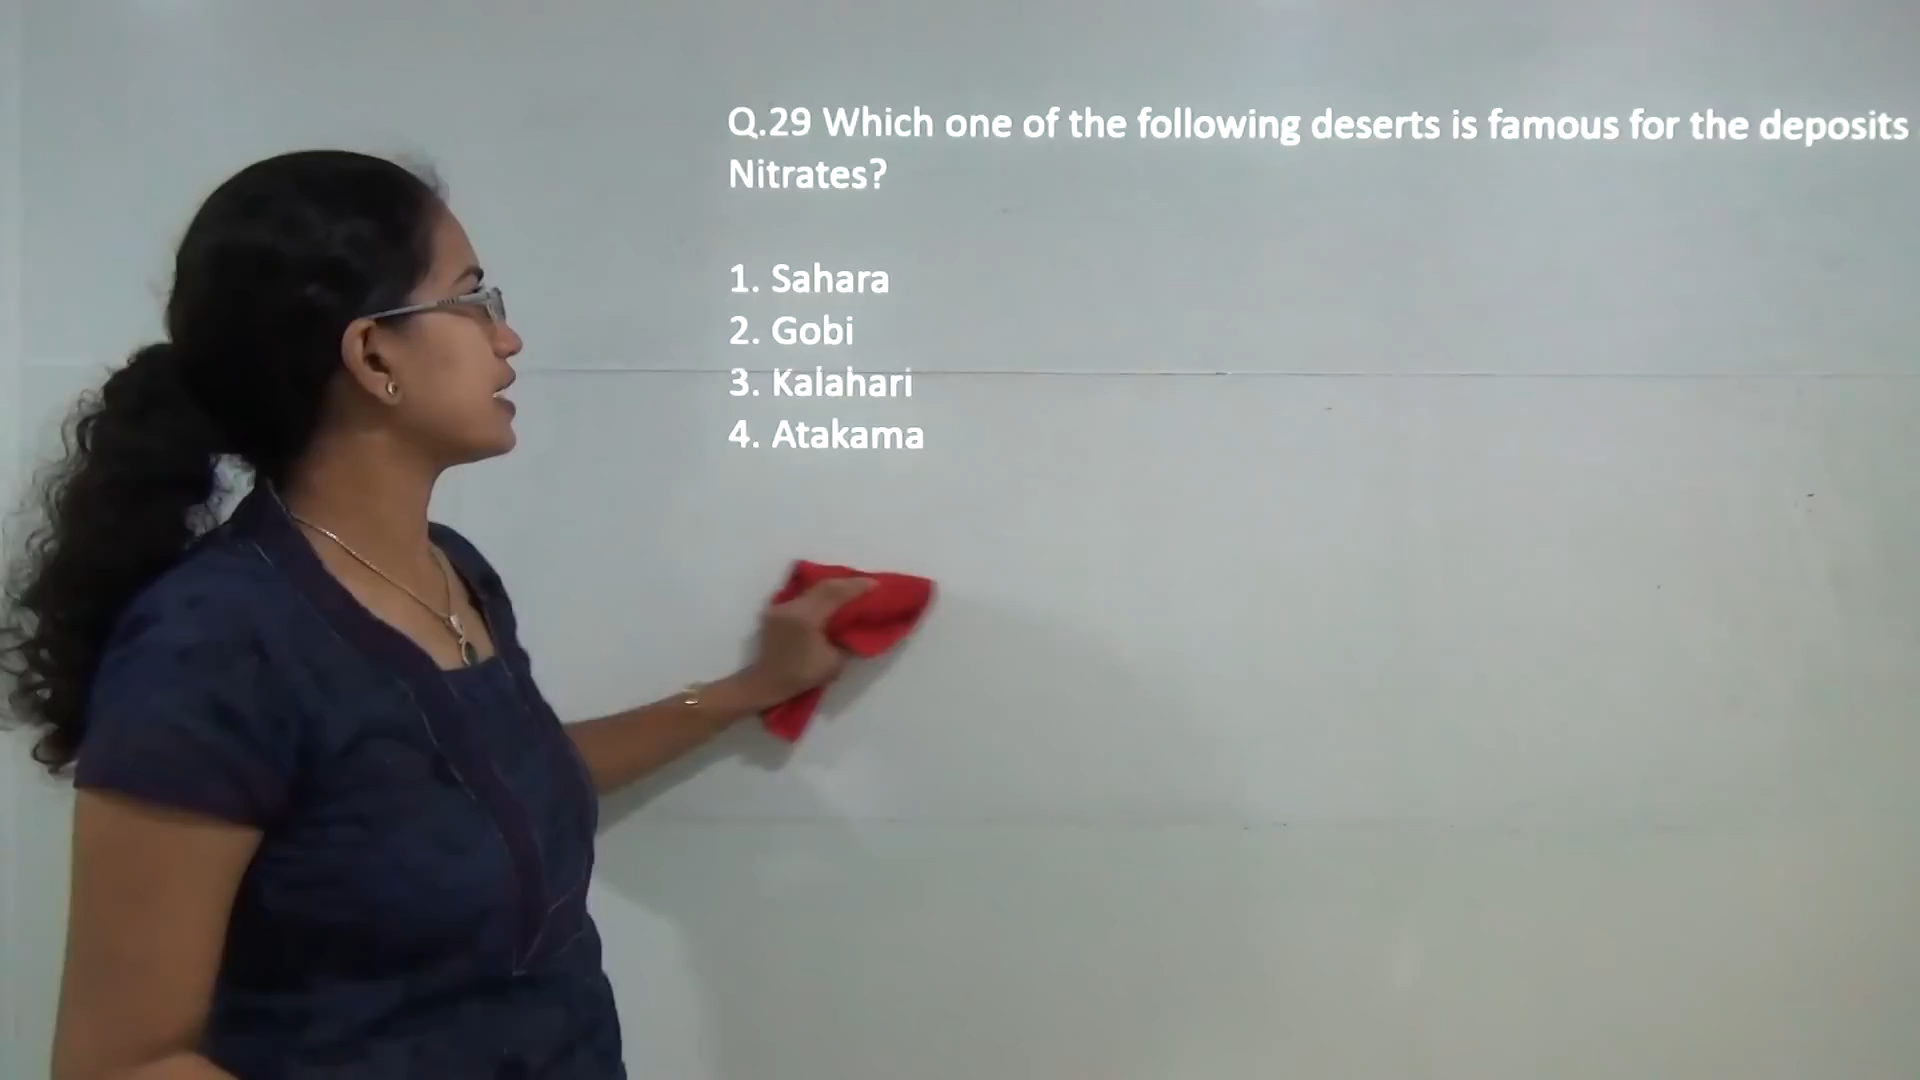 Q.29 Which one of the following deserts is famous for the deposits
Nitrates?
1. Sahara
2. Gobi
3. Kalahari
4. Atakama